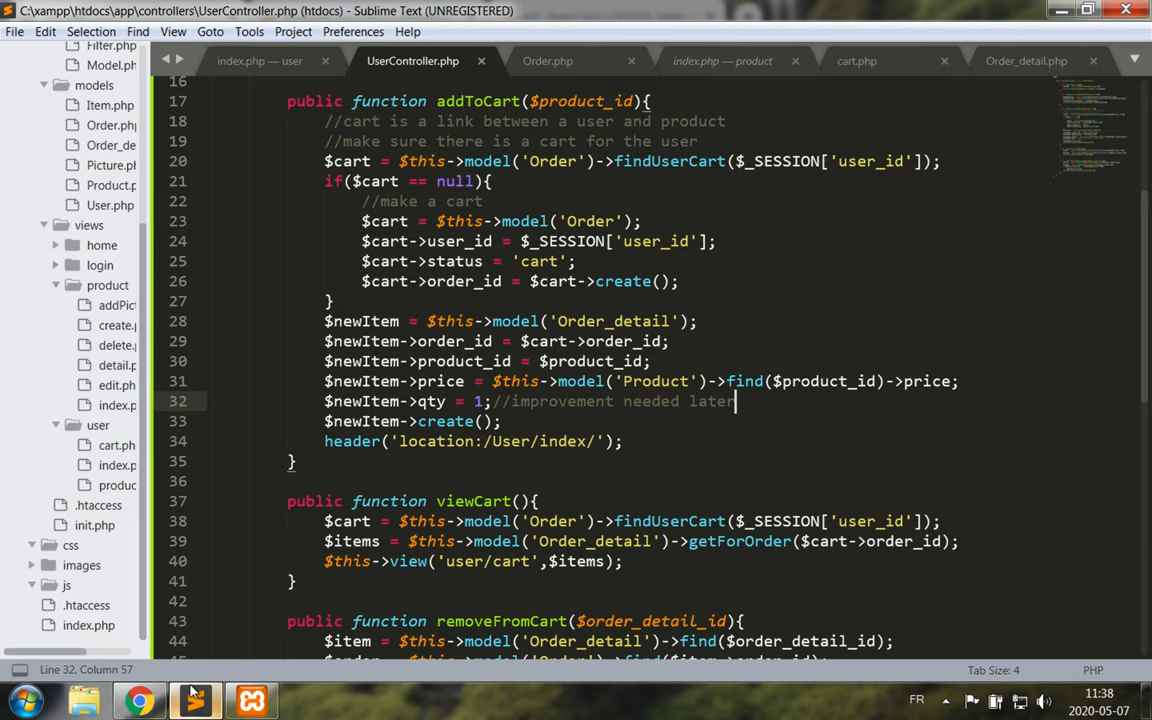 C:\xampp\htdocs\app\controllers\UserController.php (htdocs) - Sublime Text (UNREGISTERED)
File Edit Selection Find View Goto Tools Project Preferences Help
index.php — user UserController.php Order.php index.php — product cart.php Order_detail.php
Filter.php
Model.ph
models
Item.php
Order.ph
Order_de
Picture.p
Product.p
User.php
views
home
login
product
addPict
create.
delete.
detail.p
edit.ph
index.p
user
cart.ph
index.p
produc
.htaccess
init.php
css
images
js
.htaccess
index.php
16
17 public function addToCart($product_id){
18 //cart is a link between a user and product
19 //make sure there is a cart for the user
20 $cart = $this->model('Order')->findUserCart($_SESSION['user_id']);
21 if($cart == null){
22 //make a cart
23 $cart = $this->model('Order');
24 $cart->user_id = $_SESSION['user_id'];
25 $cart->status = 'cart';
26 $cart->order_id = $cart->create();
27 }
28 $newItem = $this->model('Order_detail');
29 $newItem->order_id = $cart->order_id;
30 $newItem->product_id = $product_id;
31 $newItem->price = $this->model('Product')->find($product_id)->price;
32 $newItem->qty = 1;//improvement needed later
33 $newItem->create();
34 header('location:/User/index/');
35 }
36
37 public function viewCart(){
38 $cart = $this->model('Order')->findUserCart($_SESSION['user_id']);
39 $items = $this->model('Order_detail')->getForOrder($cart->order_id);
40 $this->view('user/cart',$items);
41 }
42
43 public function removeFromCart($order_detail_id){
44 $item = $this->model('Order_detail')->find($order_detail_id);
Line 32, Column 57 Tab Size: 4 PHP
FR 11:38
2020-05-07